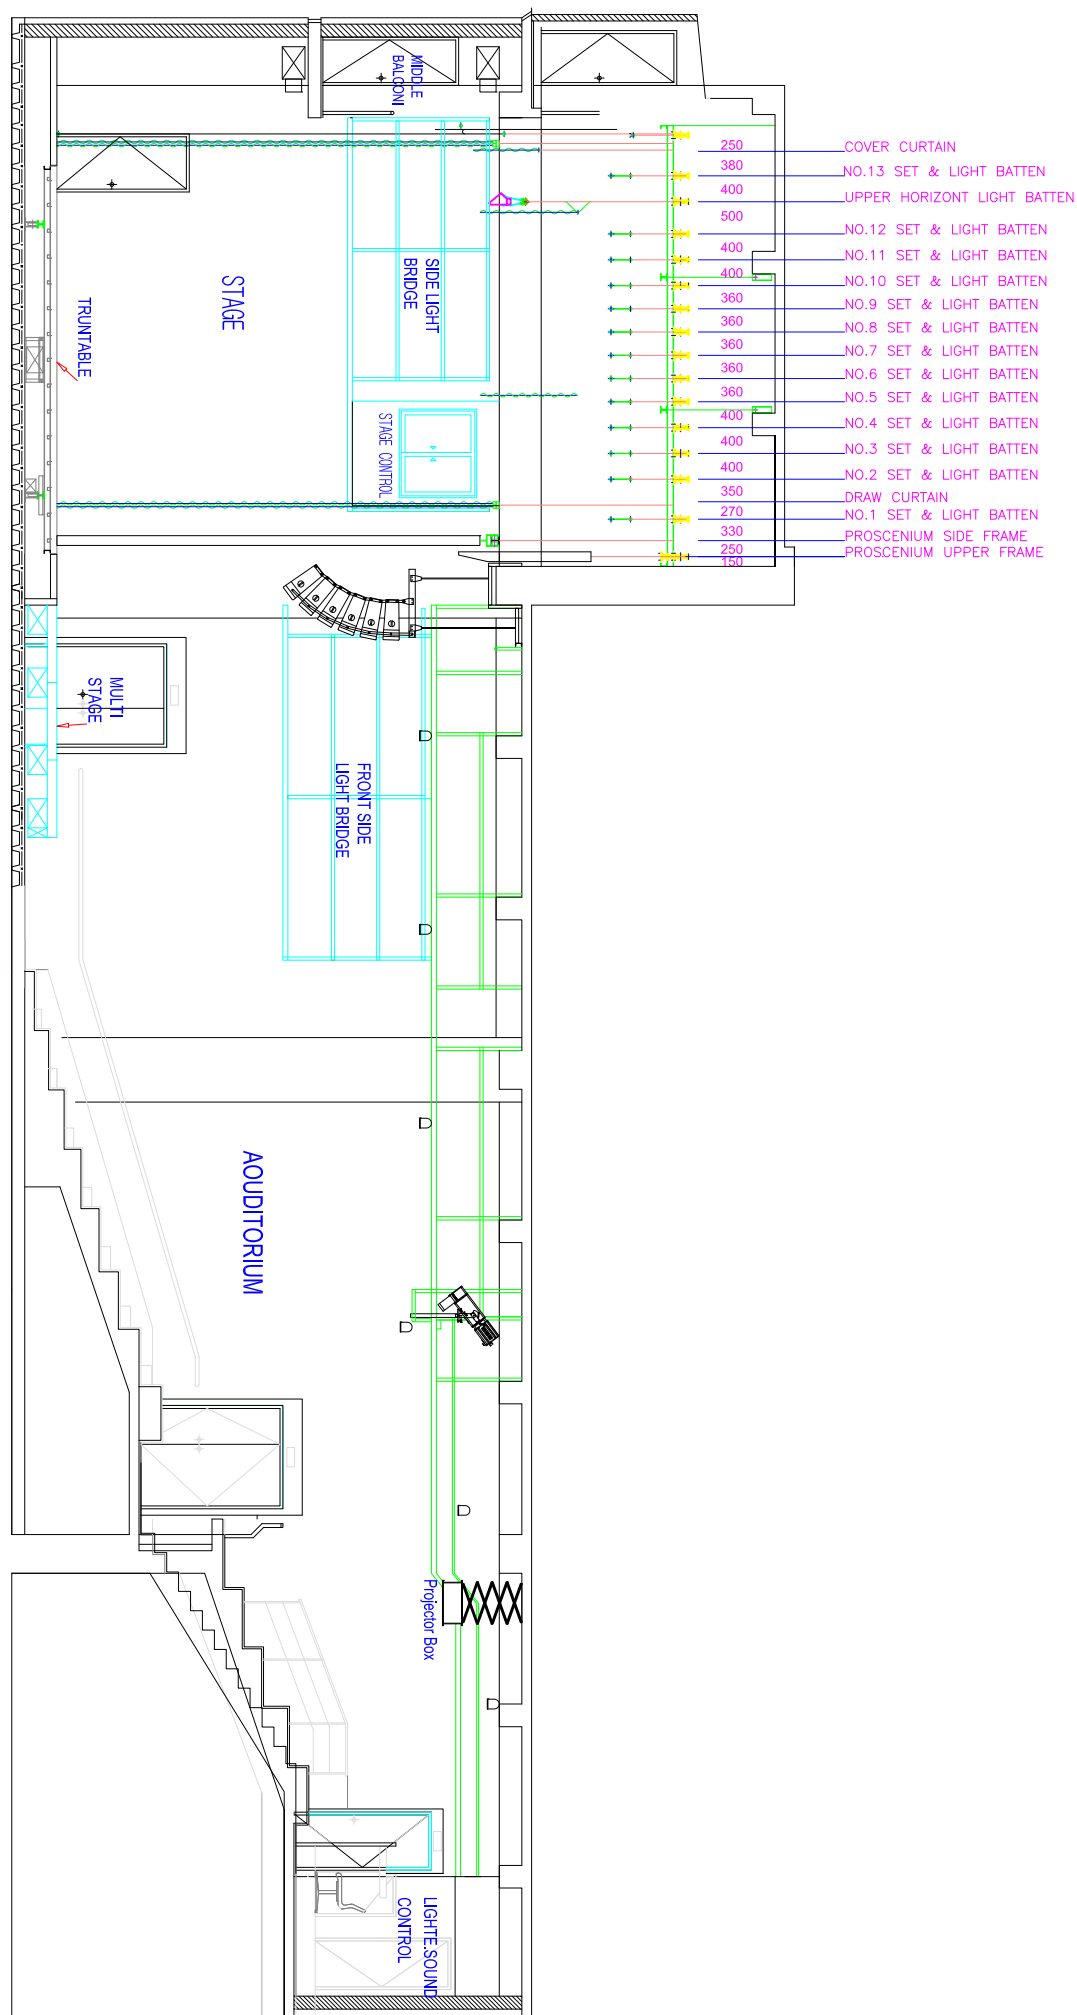 250
COVER CURTAIN
380
NO.13 SET & LIGHT BATTEN
400
UPPER HORIZONT LIGHT BATTEN
500
NO.12 SET & LIGHT BATTEN
400
NO.11 SET & LIGHT BATTEN
400
NO.10 SET & LIGHT BATTEN
360
NO.9 SET & LIGHT BATTEN
360
NO.8 SET & LIGHT BATTEN
360
NO.7 SET & LIGHT BATTEN
360
NO.6 SET & LIGHT BATTEN
360
NO.5 SET & LIGHT BATTEN
400
NO.4 SET & LIGHT BATTEN
400
NO.3 SET & LIGHT BATTEN
400
NO.2 SET & LIGHT BATTEN
350
DRAW CURTAIN
270
NO.1 SET & LIGHT BATTEN
330
PROSCENIUM SIDE FRAME
250
PROSCENIUM UPPER FRAME
150
MIDDLE
BALCONI
SIDE LIGHT
BRIDGE
STAGE
TRUNTABLE
STAGE CONTROL
MULTI
STAGE
FRONT SIDE
LIGHT BRIDGE
AOUDITORIUM
Projector Box
LIGHTE.SOUND
CONTROL